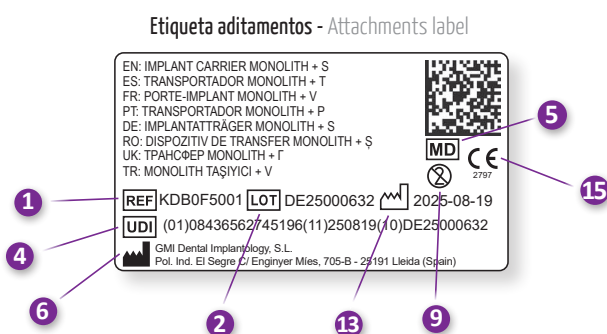 Etiqueta aditamentos - Attachments label
EN: IMPLANT CARRIER MONOLITH + S
ES: TRANSPORTADOR MONOLITH + T
FR: PORTE-IMPLANT MONOLITH + V
PT: TRANSPORTADOR MONOLITH + P
DE: IMPLANTATTRÄGER MONOLITH + S
RO: DISPOZITIV DE TRANSFER MONOLITH + Ș
UK: ТРАНСФЕР MONOLITH + Г
TR: MONOLITH TAŞIYICI + V
MD
5
CE
2797
15
1
REF KDB0F5001 LOT DE25000632 2025-08-19
4
UDI (01)08436562745196(11)250819(10)DE25000632
6
GMI Dental Implantology, S.L.
Pol. Ind. El Segre C/ Enginyer Mies, 705-B - 25191 Lleida (Spain)
2
13
9
2